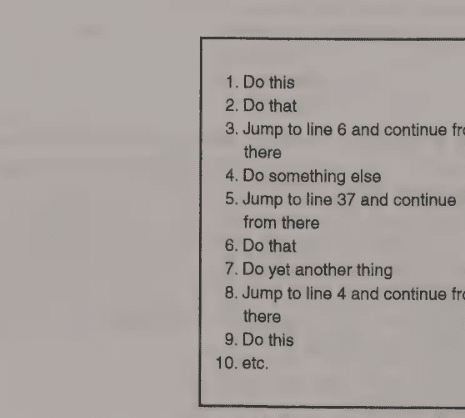 1. Do this
2. Do that
3. Jump to line 6 and continue
there
4. Do something else
5. Jump to line 37 and continue
from there
6. Do that
7. Do yet another thing
8. Jump to line 4 and continue
there
9. Do this
10. etc.